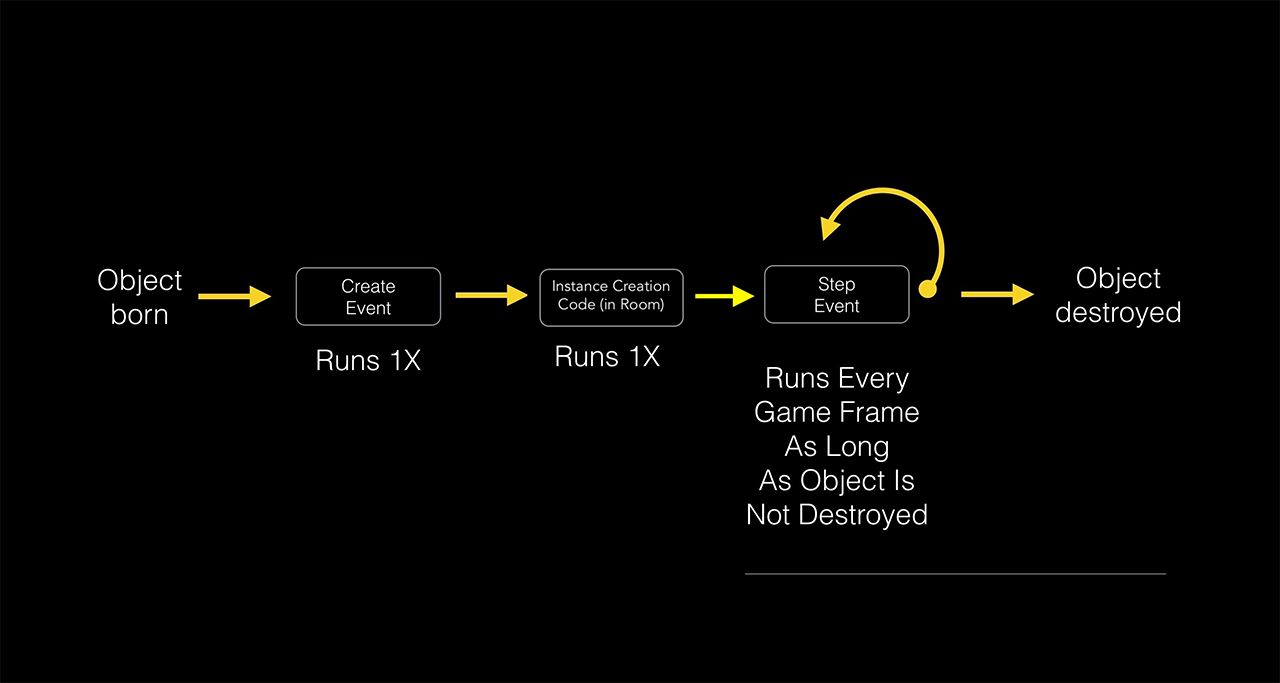 Object
born
Create
Event
Runs 1X
Instance Creation
Code (in Room)
Runs 1X
Step
Event
Runs Every
Game Frame
As Long
As Object Is
Not Destroyed
Object
destroyed